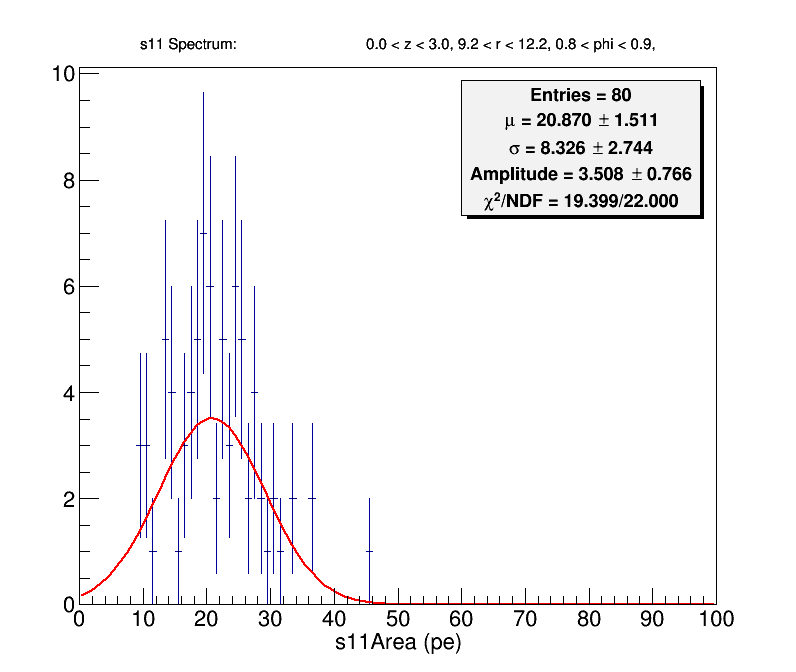 s11 Spectrum: 0.0 < z < 3.0, 9.2 < r < 12.2, 0.8 < phi < 0.9,
Entries = 80
μ = 20.870 ± 1.511
σ = 8.326 ± 2.744
Amplitude = 3.508 ± 0.766
χ²/NDF = 19.399/22.000
10
8
6
4
2
0
0 10 20 30 40 50 60 70 80 90 100
s11Area (pe)